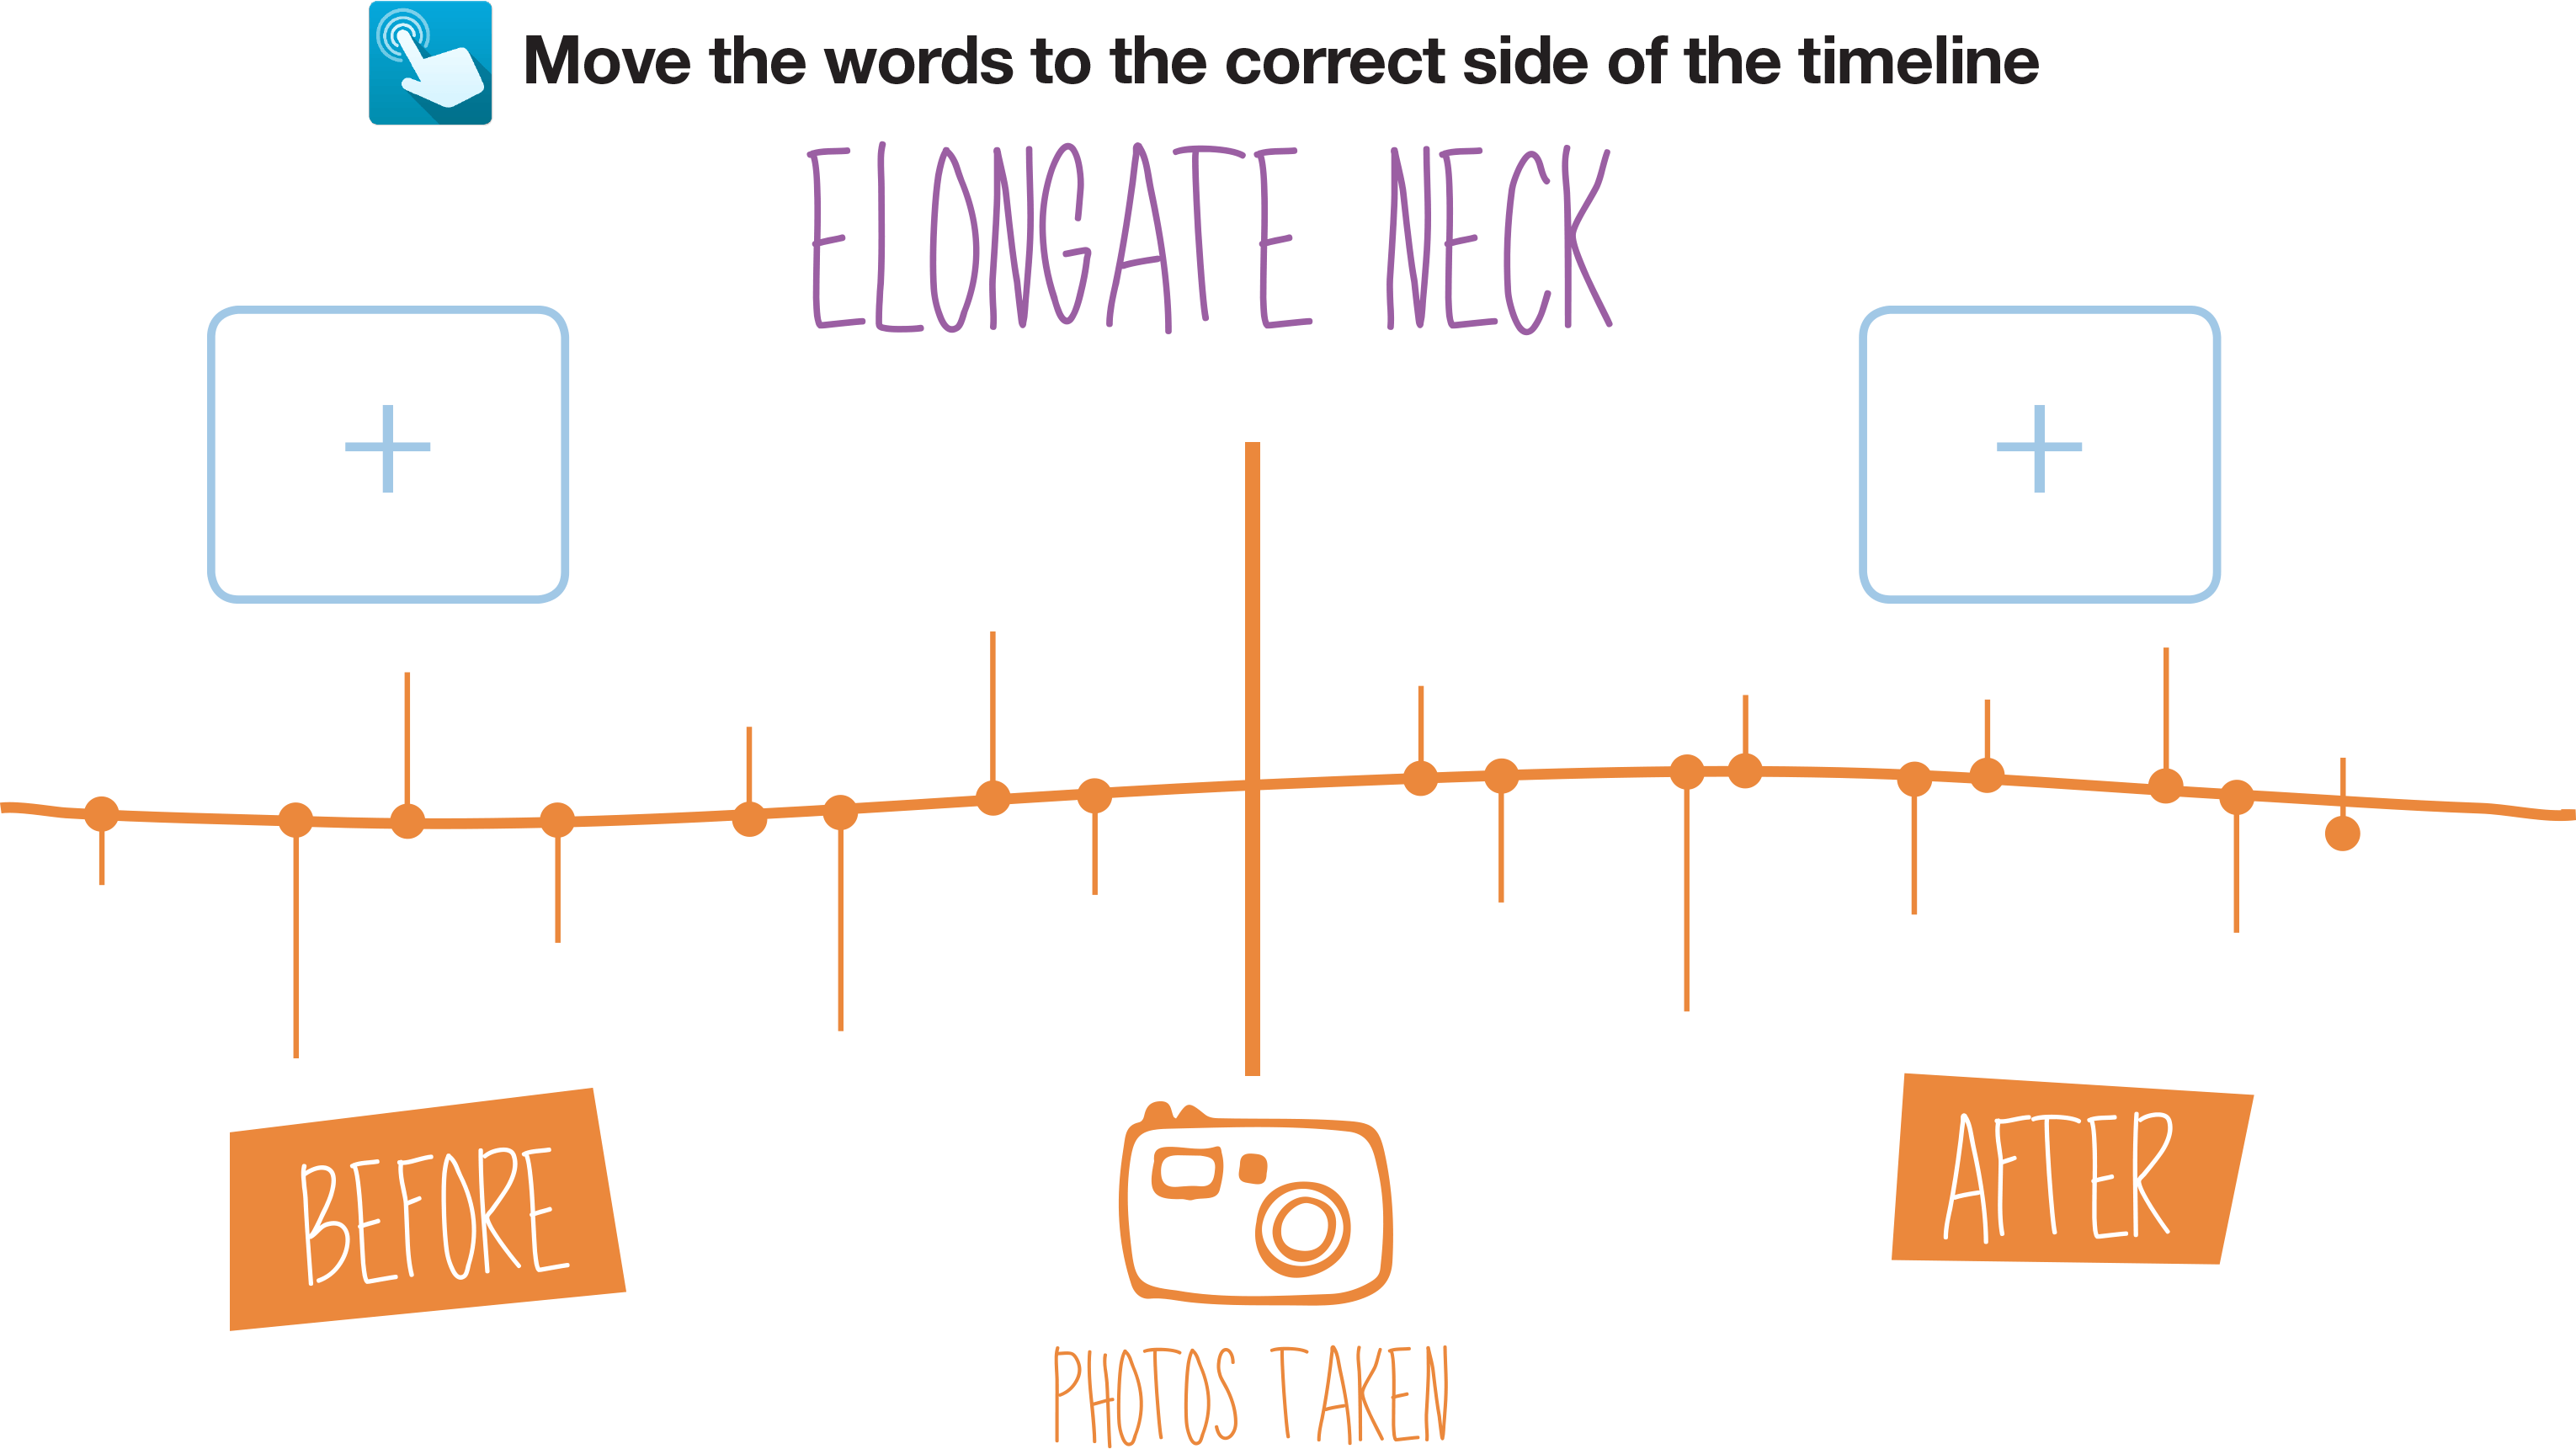 Move the words to the correct side of the timeline
ELONGATE NECK
BEFORE
AFTER
PHOTOS TAKEN